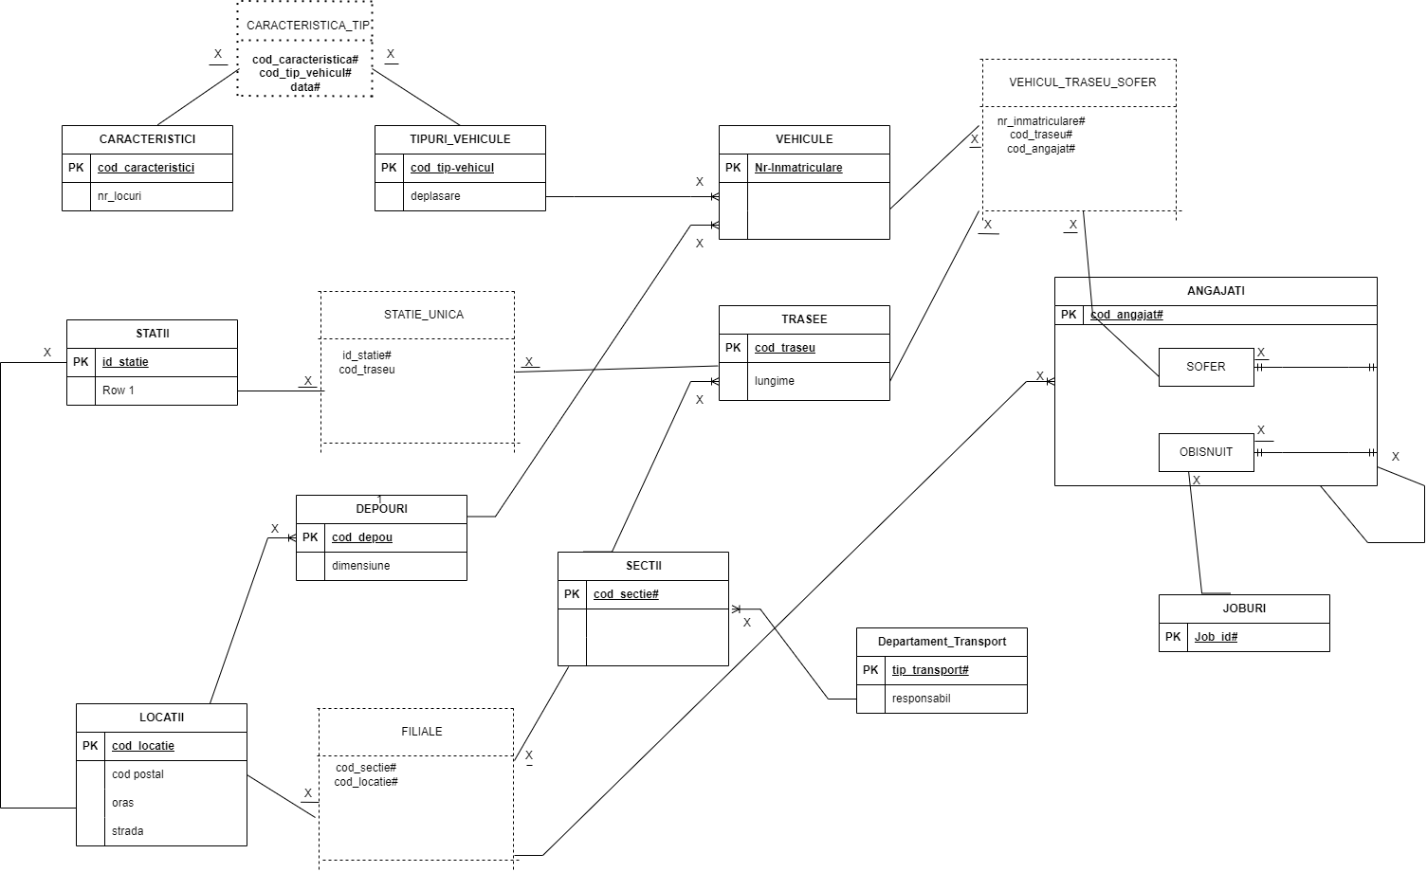 CARACTERISTICA_TIP
X
X
cod_caracteristica#
cod_tip_vehicul#
data#
CARACTERISTICI
PK cod_caracteristici
nr_locuri
TIPURI_VEHICULE
PK cod_tip-vehicul
deplasare
X
X
VEHICULE
PK Nr-Inmatriculare
VEHICUL_TRASEU_SOFER
nr_inmatriculare#
cod_traseu#
cod_angajat#
X
X
X
STATII
PK id_statie
Row 1
X
X
STATIE_UNICA
id_statie#
cod_traseu
X
TRASEE
PK cod_traseu
lungime
X
ANGAJATI
PK cod_angajat#
SOFER
X
OBISNUIT
X
X
X
X
1
DEPOURI
PK cod_depou
dimensiune
X
SECTII
PK cod_sectie#
X
JOBURI
PK Job_id#
Departament_Transport
PK tip_transport#
responsabil
LOCATII
PK cod_locatie
cod postal
oras
strada
X
FILIALE
cod_sectie#
cod_locatie#
X